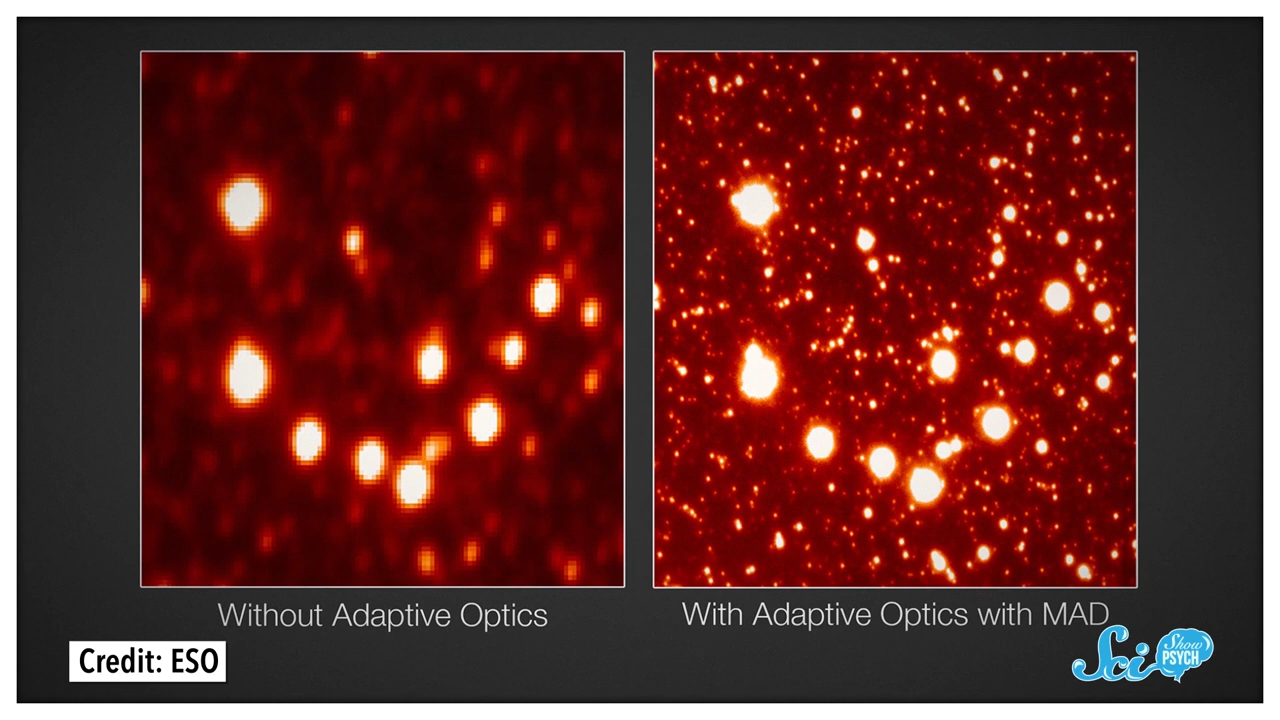 Without Adaptive Optics
With Adaptive Optics with MAD
Credit: ESO
Sci Show
PSYCH